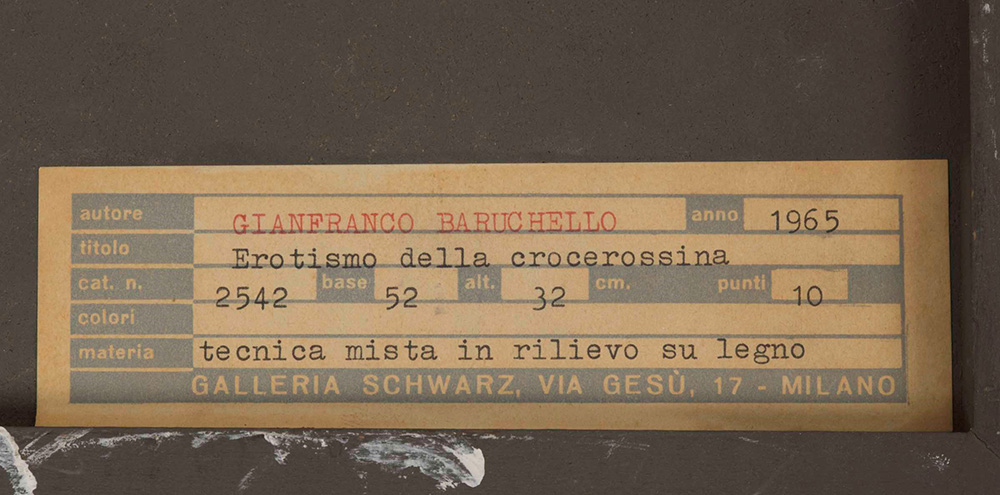 autore GIANFRANCO BARUCHELLO anno 1965
titolo Erotismo della crocerossina
cat. n. 2542 base 52 alt. 32 cm. punti 10
colori
materia tecnica mista in rilievo su legno
GALLERIA SCHWARZ, VIA GESÙ, 17 - MILANO